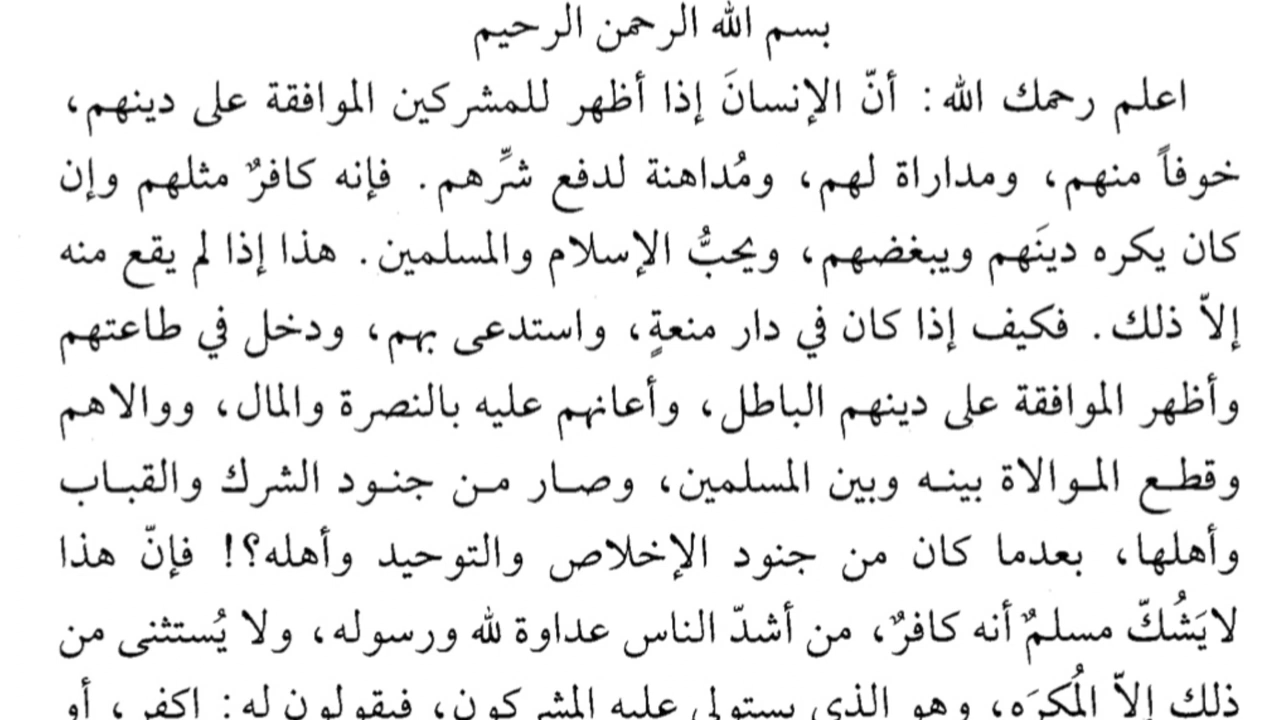 بسم الله الرحمن الرحيم
اعلم رحمك الله: أنّ الإنسانَ إذا أظهر للمشركين الموافقة على دينهم،
خوفاً منهم، ومداراة لهم، ومُداهنة لدفع شرِّهم. فإنه كافرٌ مثلهم وإن
كان يكره دينَهم ويبغضهم، ويحبُّ الإسلام والمسلمين. هذا إذا لم يقع منه
إلاّ ذلك. فكيف إذا كان في دار منعةٍ، واستدعى بهم، ودخل في طاعتهم
وأظهر الموافقة على دينهم الباطل، وأعانهم عليه بالنصرة والمال، ووالاهم
وقطع الموالاة بينه وبين المسلمين، وصار من جنود الشرك والقباب
وأهلها، بعدما كان من جنود الإخلاص والتوحيد وأهله؟! فإنّ هذا
لايَشُكّ مسلمٌ أنه كافرٌ، من أشدّ الناس عداوة لله ورسوله، ولا يُستثنى من
ذلك إلاّ المُكرَه، وهو الذي يستولي عليه المشركون، فيقولون له: اكفر، أو